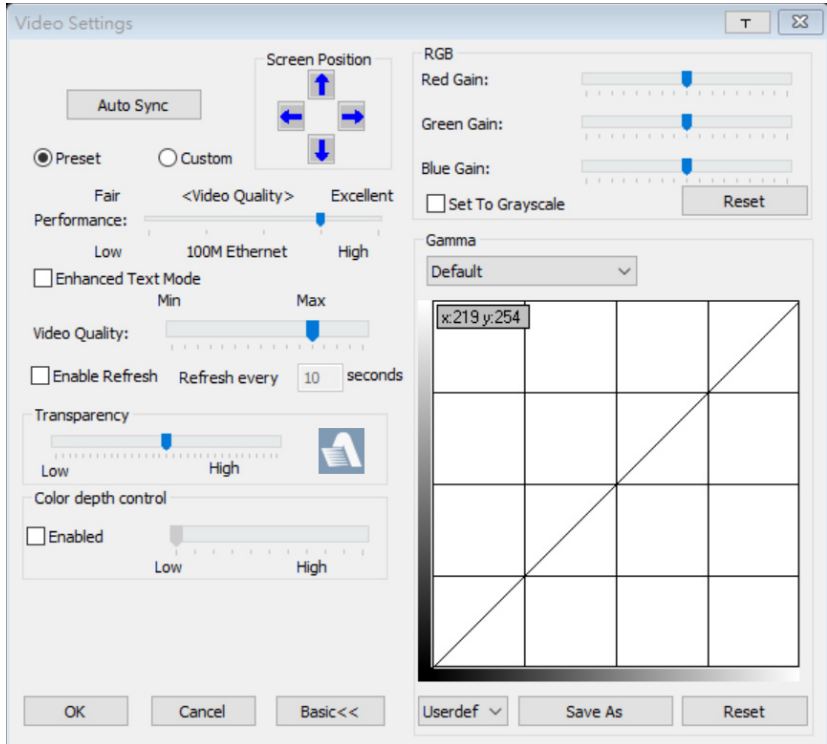 Video Settings
T
Screen Position
Auto Sync
Preset
Custom
Fair <Video Quality> Excellent
Performance:
Low 100M Ethernet High
Enhanced Text Mode
Min Max
Video Quality:
Enable Refresh Refresh every 10 seconds
Transparency
Low High
Color depth control
Enabled
Low High
OK
Cancel
Basic<<
RGB
Red Gain:
Green Gain:
Blue Gain:
Set To Grayscale
Reset
Gamma
Default
x:219 y:254
Userdef
Save As
Reset